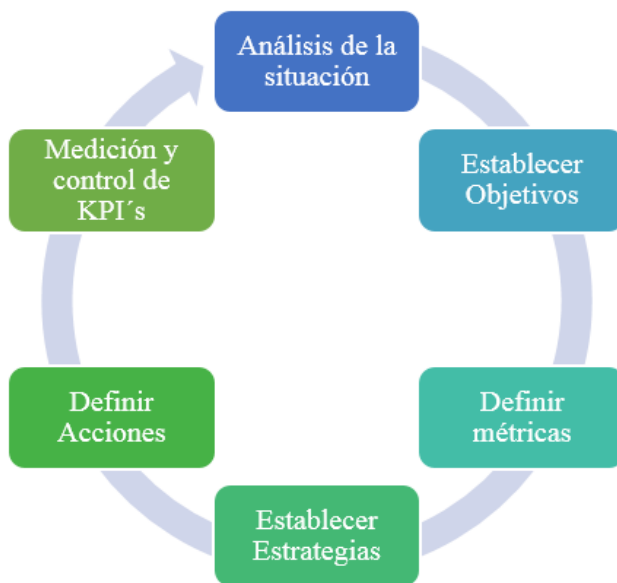 Análisis de la
situación
Establecer
Objetivos
Definir
métricas
Establecer
Estrategias
Definir
Acciones
Medición y
control de
KPI´s